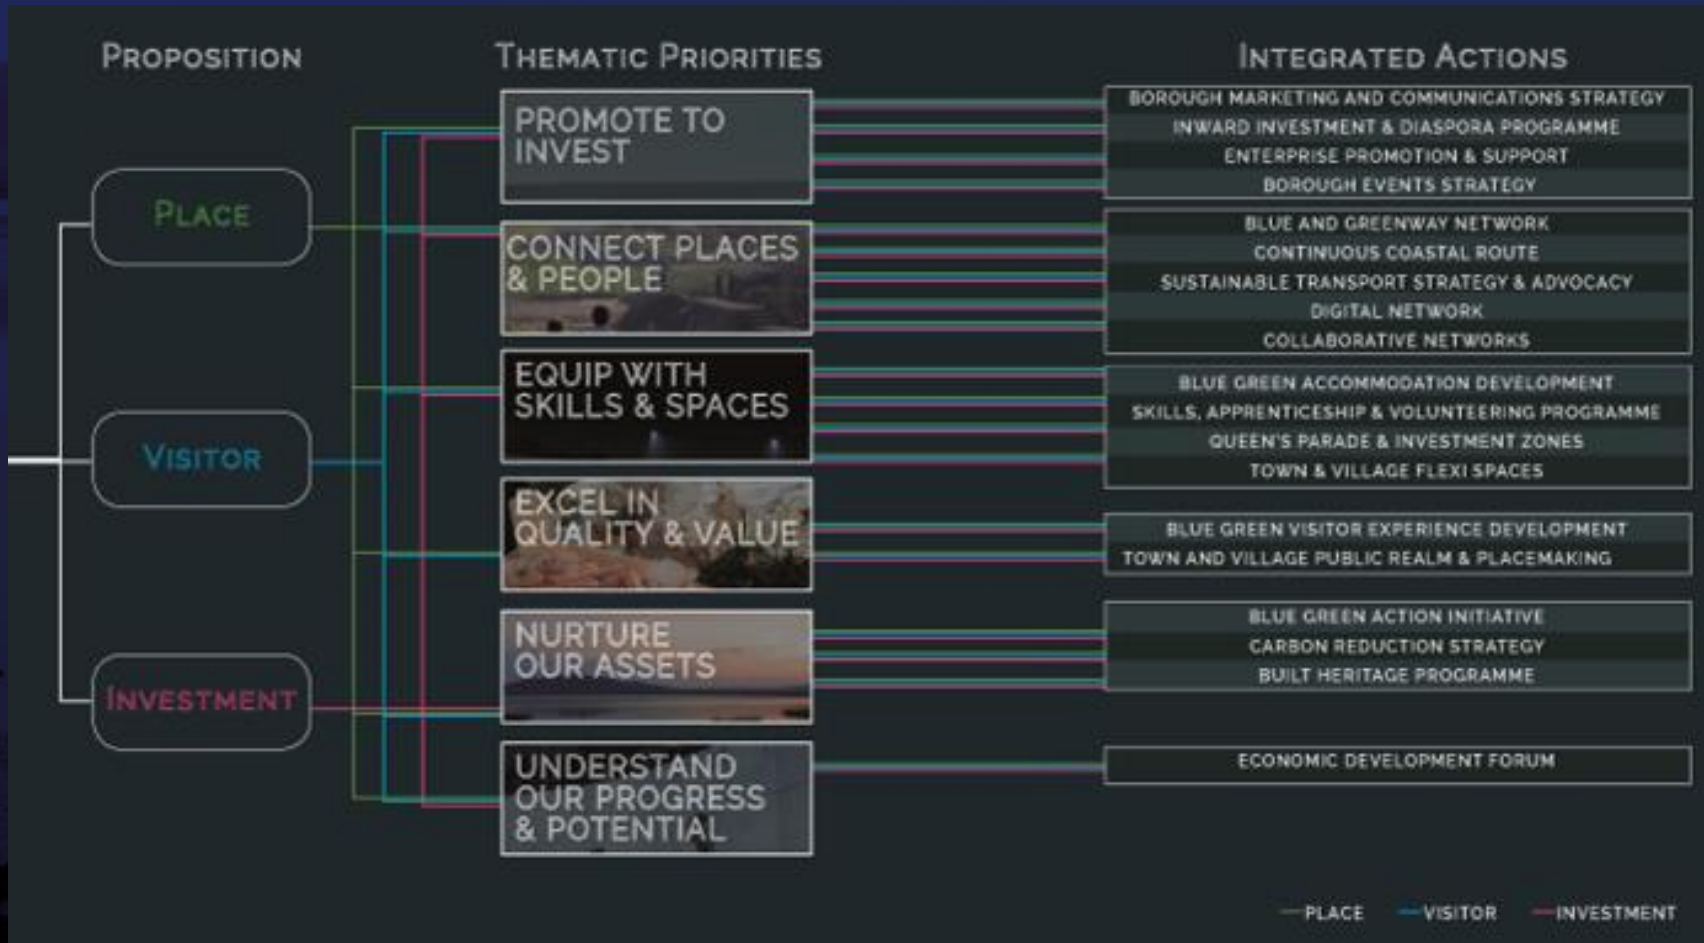 PROPOSITION
THEMATIC PRIORITIES
INTEGRATED ACTIONS
PLACE
VISITOR
INVESTMENT
PROMOTE TO
INVEST
CONNECT PLACES
& PEOPLE
EQUIP WITH
SKILLS & SPACES
EXCEL IN
QUALITY & VALUE
NURTURE
OUR ASSETS
UNDERSTAND
OUR PROGRESS
& POTENTIAL
BOROUGH MARKETING AND COMMUNICATIONS STRATEGY
INWARD INVESTMENT & DIASPORA PROGRAMME
ENTERPRISE PROMOTION & SUPPORT
BOROUGH EVENTS STRATEGY
BLUE AND GREENWAY NETWORK
CONTINUOUS COASTAL ROUTE
SUSTAINABLE TRANSPORT STRATEGY & ADVOCACY
DIGITAL NETWORK
COLLABORATIVE NETWORKS
BLUE GREEN ACCOMMODATION DEVELOPMENT
SKILLS, APPRENTICESHIP & VOLUNTEERING PROGRAMME
QUEEN'S PARADE & INVESTMENT ZONES
TOWN & VILLAGE FLEXI SPACES
BLUE GREEN VISITOR EXPERIENCE DEVELOPMENT
TOWN AND VILLAGE PUBLIC REALM & PLACEMAKING
BLUE GREEN ACTION INITIATIVE
CARBON REDUCTION STRATEGY
BUILT HERITAGE PROGRAMME
ECONOMIC DEVELOPMENT FORUM
PLACE VISITOR INVESTMENT